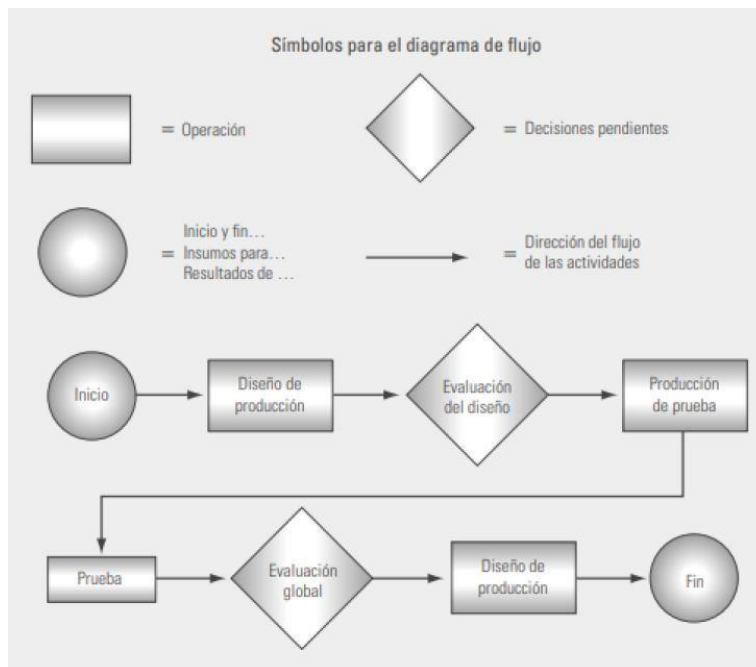 Símbolos para el diagrama de flujo
= Operación
= Decisiones pendientes
Inicio y fin...
= Insumos para...
Resultados de ...
= Dirección del flujo
de las actividades
Inicio
Diseño de
producción
Evaluación
del diseño
Producción
de prueba
Prueba
Evaluación
global
Diseño de
producción
Fin